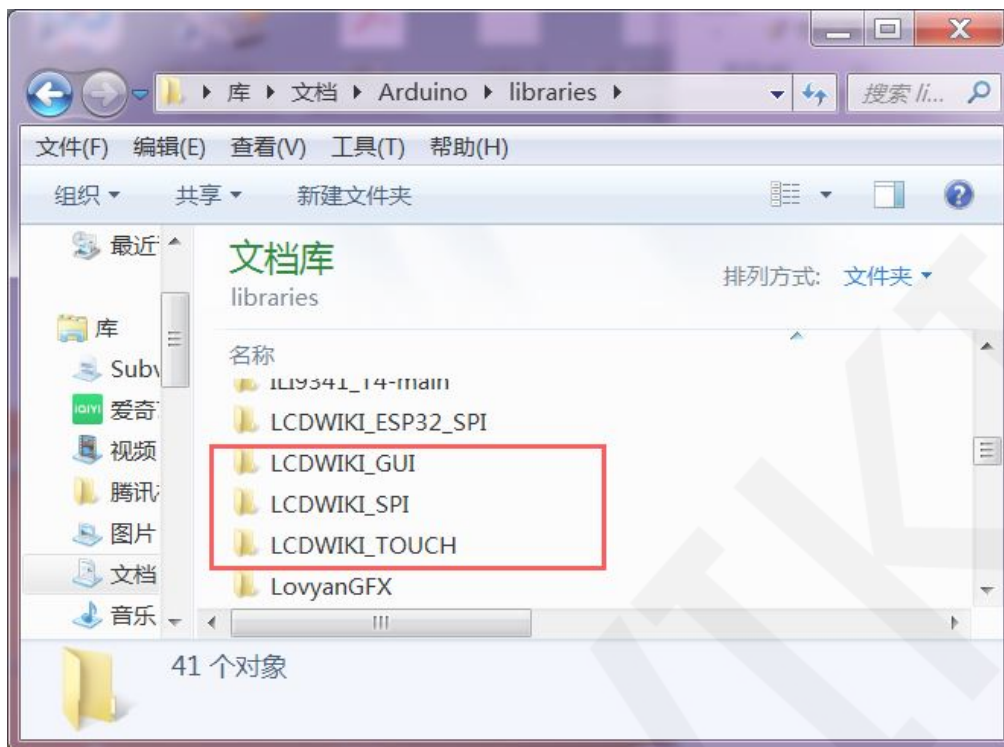 库 ▸ 文档 ▸ Arduino ▸ libraries ▸
搜索 li...
文件(F) 编辑(E) 查看(V) 工具(T) 帮助(H)
组织 共享 新建文件夹
最近
库
Subv
爱奇
视频
腾讯
图片
文档
音乐
文档库
libraries
排列方式: 文件夹
名称
ILI9341_T4-main
LCDWIKI_ESP32_SPI
LCDWIKI_GUI
LCDWIKI_SPI
LCDWIKI_TOUCH
LovyanGFX
41 个对象